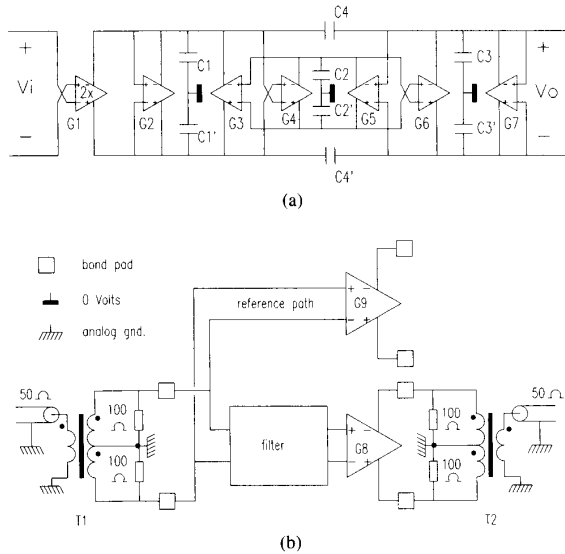 C4
+ C1 C2 C3 +
Vi 2x Vo
G1 G2 G3 G4 G5 G6 G7
− C1' C2' C3' −
C4'
(a)
bond pad
0 Volts
analog gnd.
reference path
+ −
G9
− +
50 Ω
100
Ω
100
Ω
T1
filter
+ −
G8
− +
100
Ω
100
Ω
50 Ω
T2
(b)